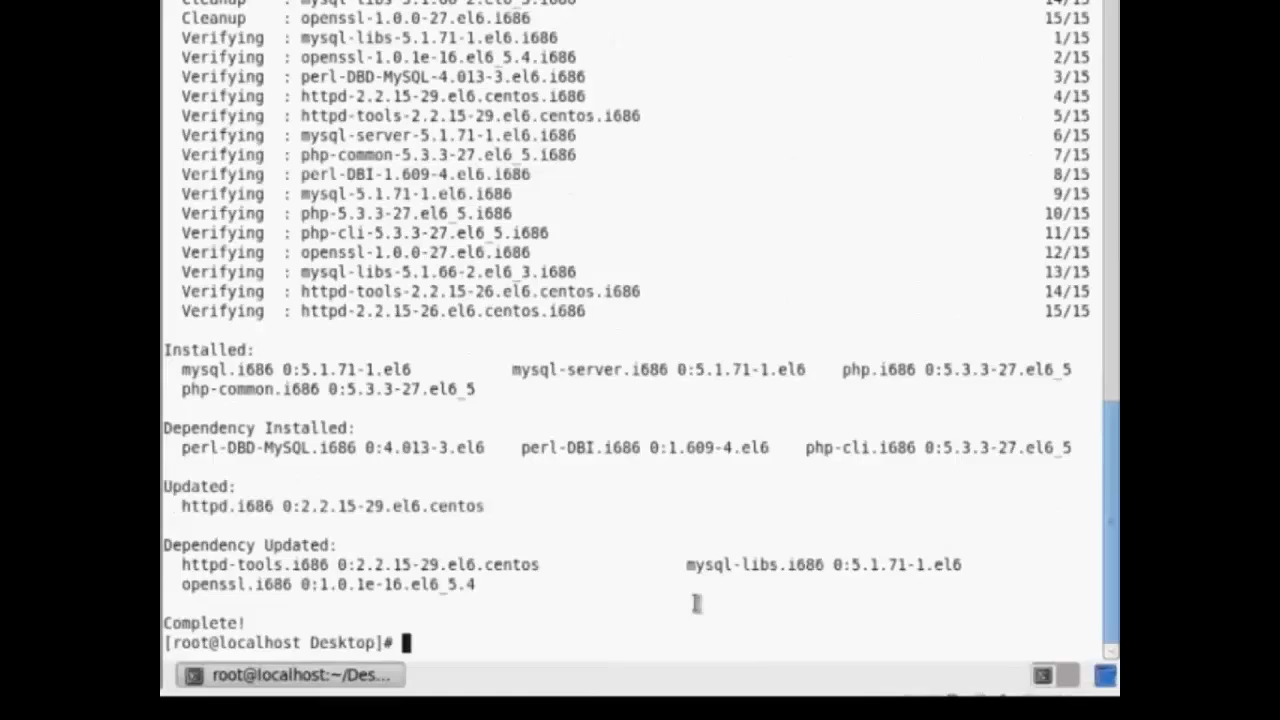 Cleanup : mysql-libs-5.1.66-2.el6_3.i686 14/15
Cleanup : openssl-1.0.0-27.el6.i686 15/15
Verifying : mysql-libs-5.1.71-1.el6.i686 1/15
Verifying : openssl-1.0.1e-16.el6_5.4.i686 2/15
Verifying : perl-DBD-MySQL-4.013-3.el6.i686 3/15
Verifying : httpd-2.2.15-29.el6.centos.i686 4/15
Verifying : httpd-tools-2.2.15-29.el6.centos.i686 5/15
Verifying : mysql-server-5.1.71-1.el6.i686 6/15
Verifying : php-common-5.3.3-27.el6_5.i686 7/15
Verifying : perl-DBI-1.609-4.el6.i686 8/15
Verifying : mysql-5.1.71-1.el6.i686 9/15
Verifying : php-5.3.3-27.el6_5.i686 10/15
Verifying : php-cli-5.3.3-27.el6_5.i686 11/15
Verifying : openssl-1.0.0-27.el6.i686 12/15
Verifying : mysql-libs-5.1.66-2.el6_3.i686 13/15
Verifying : httpd-tools-2.2.15-26.el6.centos.i686 14/15
Verifying : httpd-2.2.15-26.el6.centos.i686 15/15
Installed:
mysql.i686 0:5.1.71-1.el6 mysql-server.i686 0:5.1.71-1.el6 php.i686 0:5.3.3-27.el6_5
php-common.i686 0:5.3.3-27.el6_5
Dependency Installed:
perl-DBD-MySQL.i686 0:4.013-3.el6 perl-DBI.i686 0:1.609-4.el6 php-cli.i686 0:5.3.3-27.el6_5
Updated:
httpd.i686 0:2.2.15-29.el6.centos
Dependency Updated:
httpd-tools.i686 0:2.2.15-29.el6.centos mysql-libs.i686 0:5.1.71-1.el6
openssl.i686 0:1.0.1e-16.el6_5.4
Complete!
[root@localhost Desktop]#
root@localhost:~/Des...